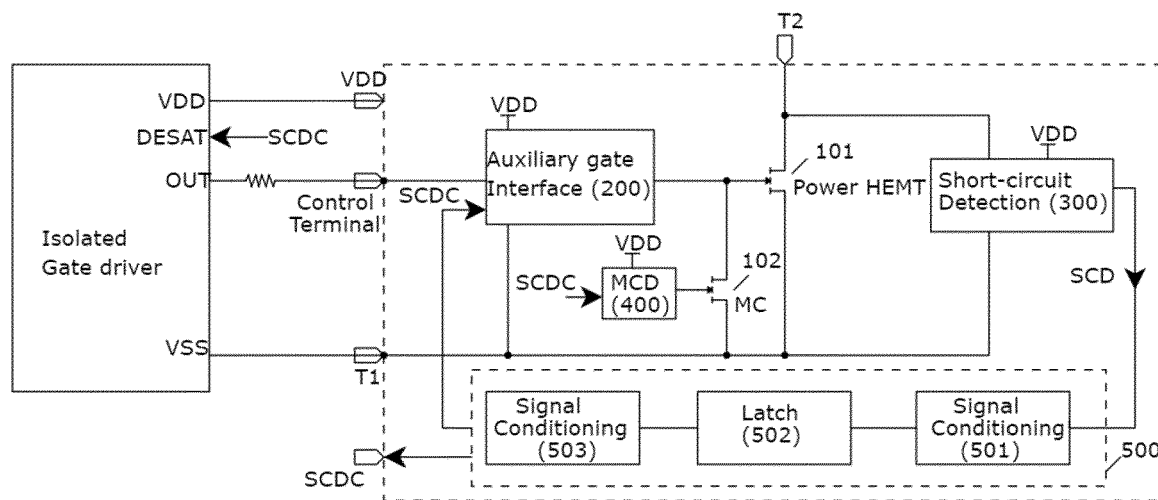 T2
VDD
VDD
DESAT
SCDC
OUT
Control
Terminal
Isolated
Gate driver
VSS
T1
SCDC
VDD
Auxiliary gate
Interface (200)
SCDC
101
Power HEMT
VDD
Short-circuit
Detection (300)
SCD
VDD
SCDC
MCD
(400)
102
MC
Signal
Conditioning
(503)
Latch
(502)
Signal
Conditioning
(501)
500